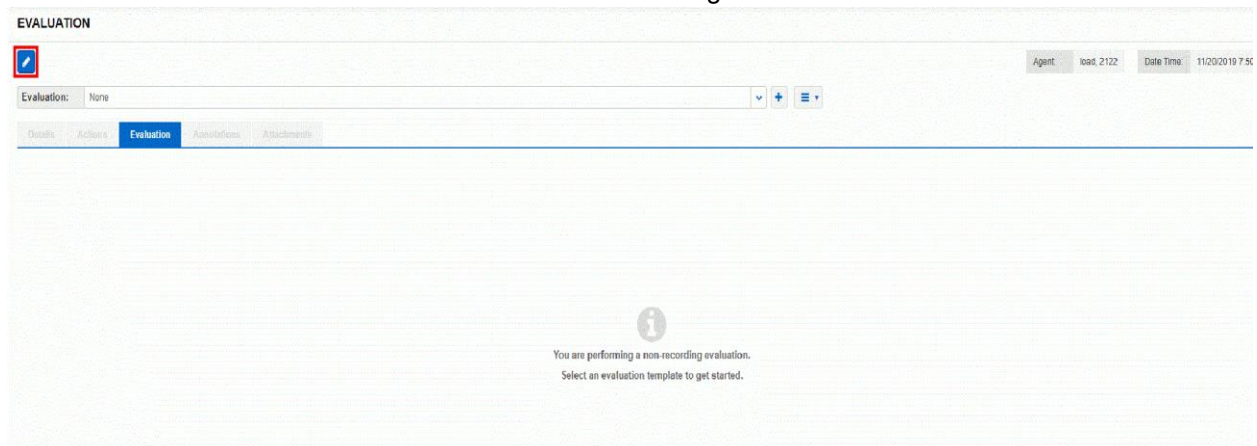 EVALUATION
Agent: load, 2122 Date Time: 11/20/2019 7:50
Evaluation: None
Details Actions Evaluation Annotations Attachments
You are performing a non-recording evaluation.
Select an evaluation template to get started.